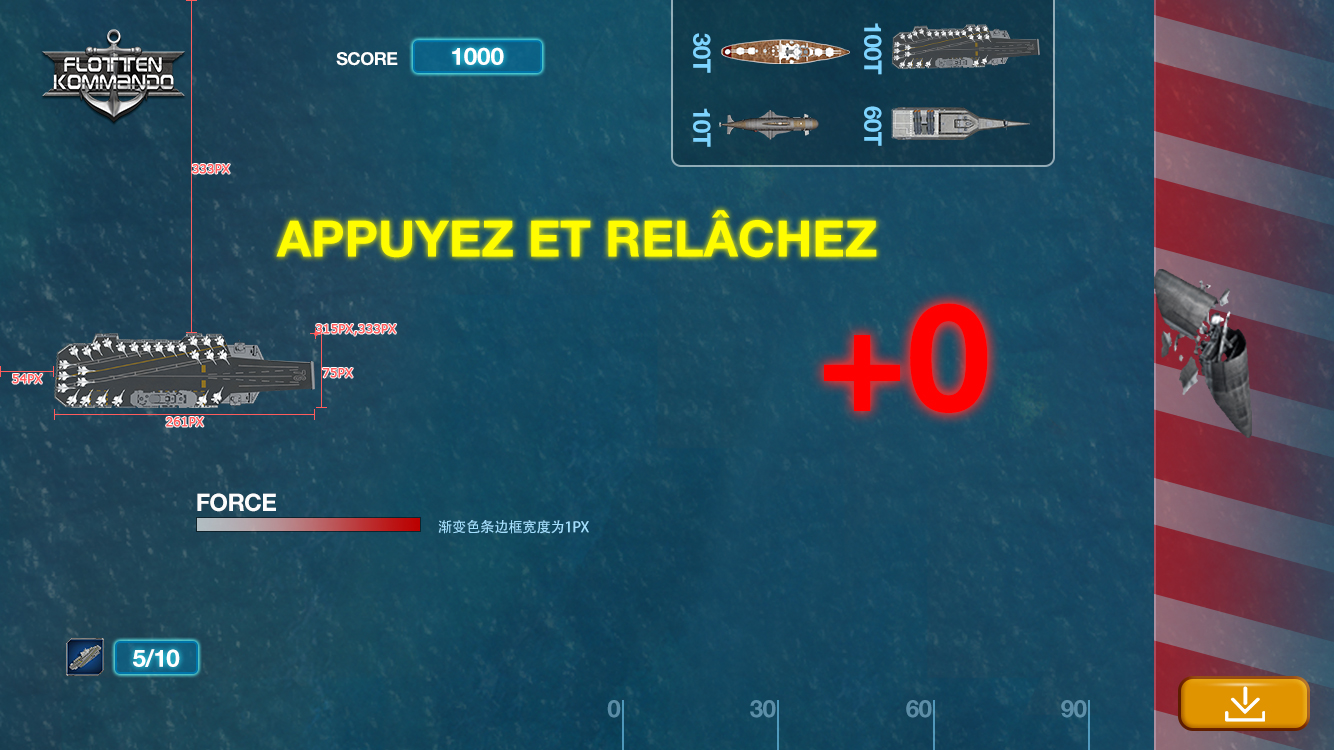 FLOTTEN
KOMMANDO
SCORE
1000
30T
100T
10T
60T
333PX
APPUYEZ ET RELÂCHEZ
+0
315PX,333PX
54PX
75PX
261PX
FORCE
渐变色条边框宽度为1PX
5/10
0
30
60
90